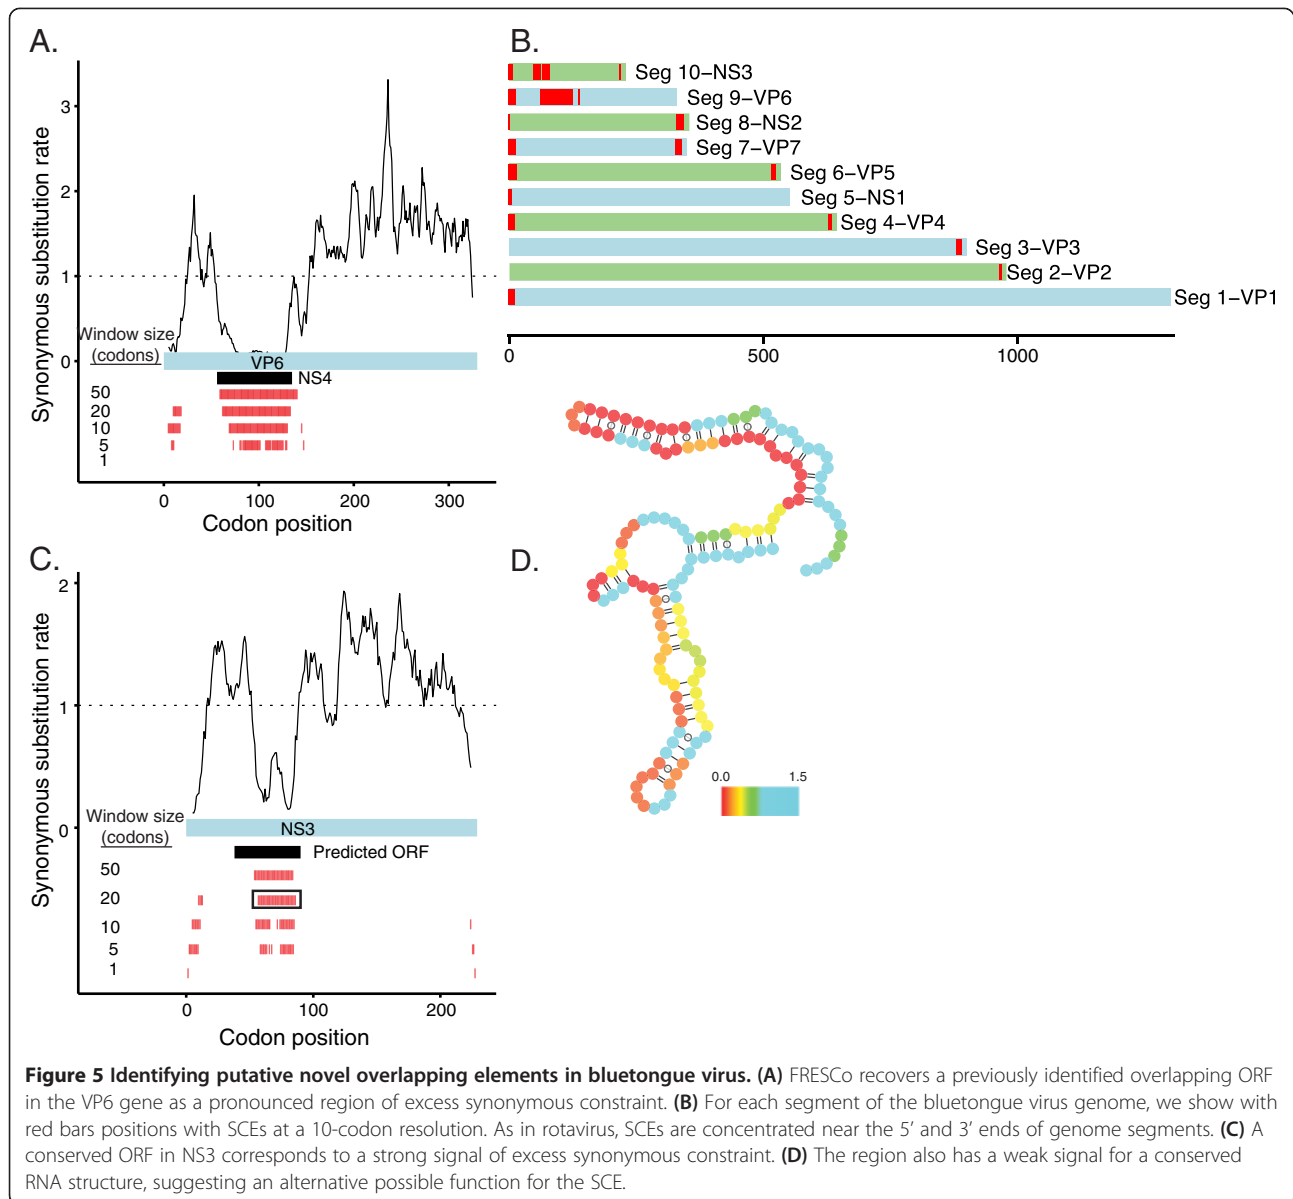 A.
Synonymous substitution rate
3
2
1
0
Window size
(codons)
VP6
NS4
50
20
10
5
1
0 100 200 300
Codon position
B.
Seg 10–NS3
Seg 9–VP6
Seg 8–NS2
Seg 7–VP7
Seg 6–VP5
Seg 5–NS1
Seg 4–VP4
Seg 3–VP3
Seg 2–VP2
Seg 1–VP1
0 500 1000
C.
Synonymous substitution rate
2
1
0
Window size
(codons)
NS3
Predicted ORF
50
20
10
5
1
0 100 200
Codon position
D.
0.0 1.5
Figure 5 Identifying putative novel overlapping elements in bluetongue virus. (A) FRESCo recovers a previously identified overlapping ORF
in the VP6 gene as a pronounced region of excess synonymous constraint. (B) For each segment of the bluetongue virus genome, we show with
red bars positions with SCEs at a 10-codon resolution. As in rotavirus, SCEs are concentrated near the 5′ and 3′ ends of genome segments. (C) A
conserved ORF in NS3 corresponds to a strong signal of excess synonymous constraint. (D) The region also has a weak signal for a conserved
RNA structure, suggesting an alternative possible function for the SCE.